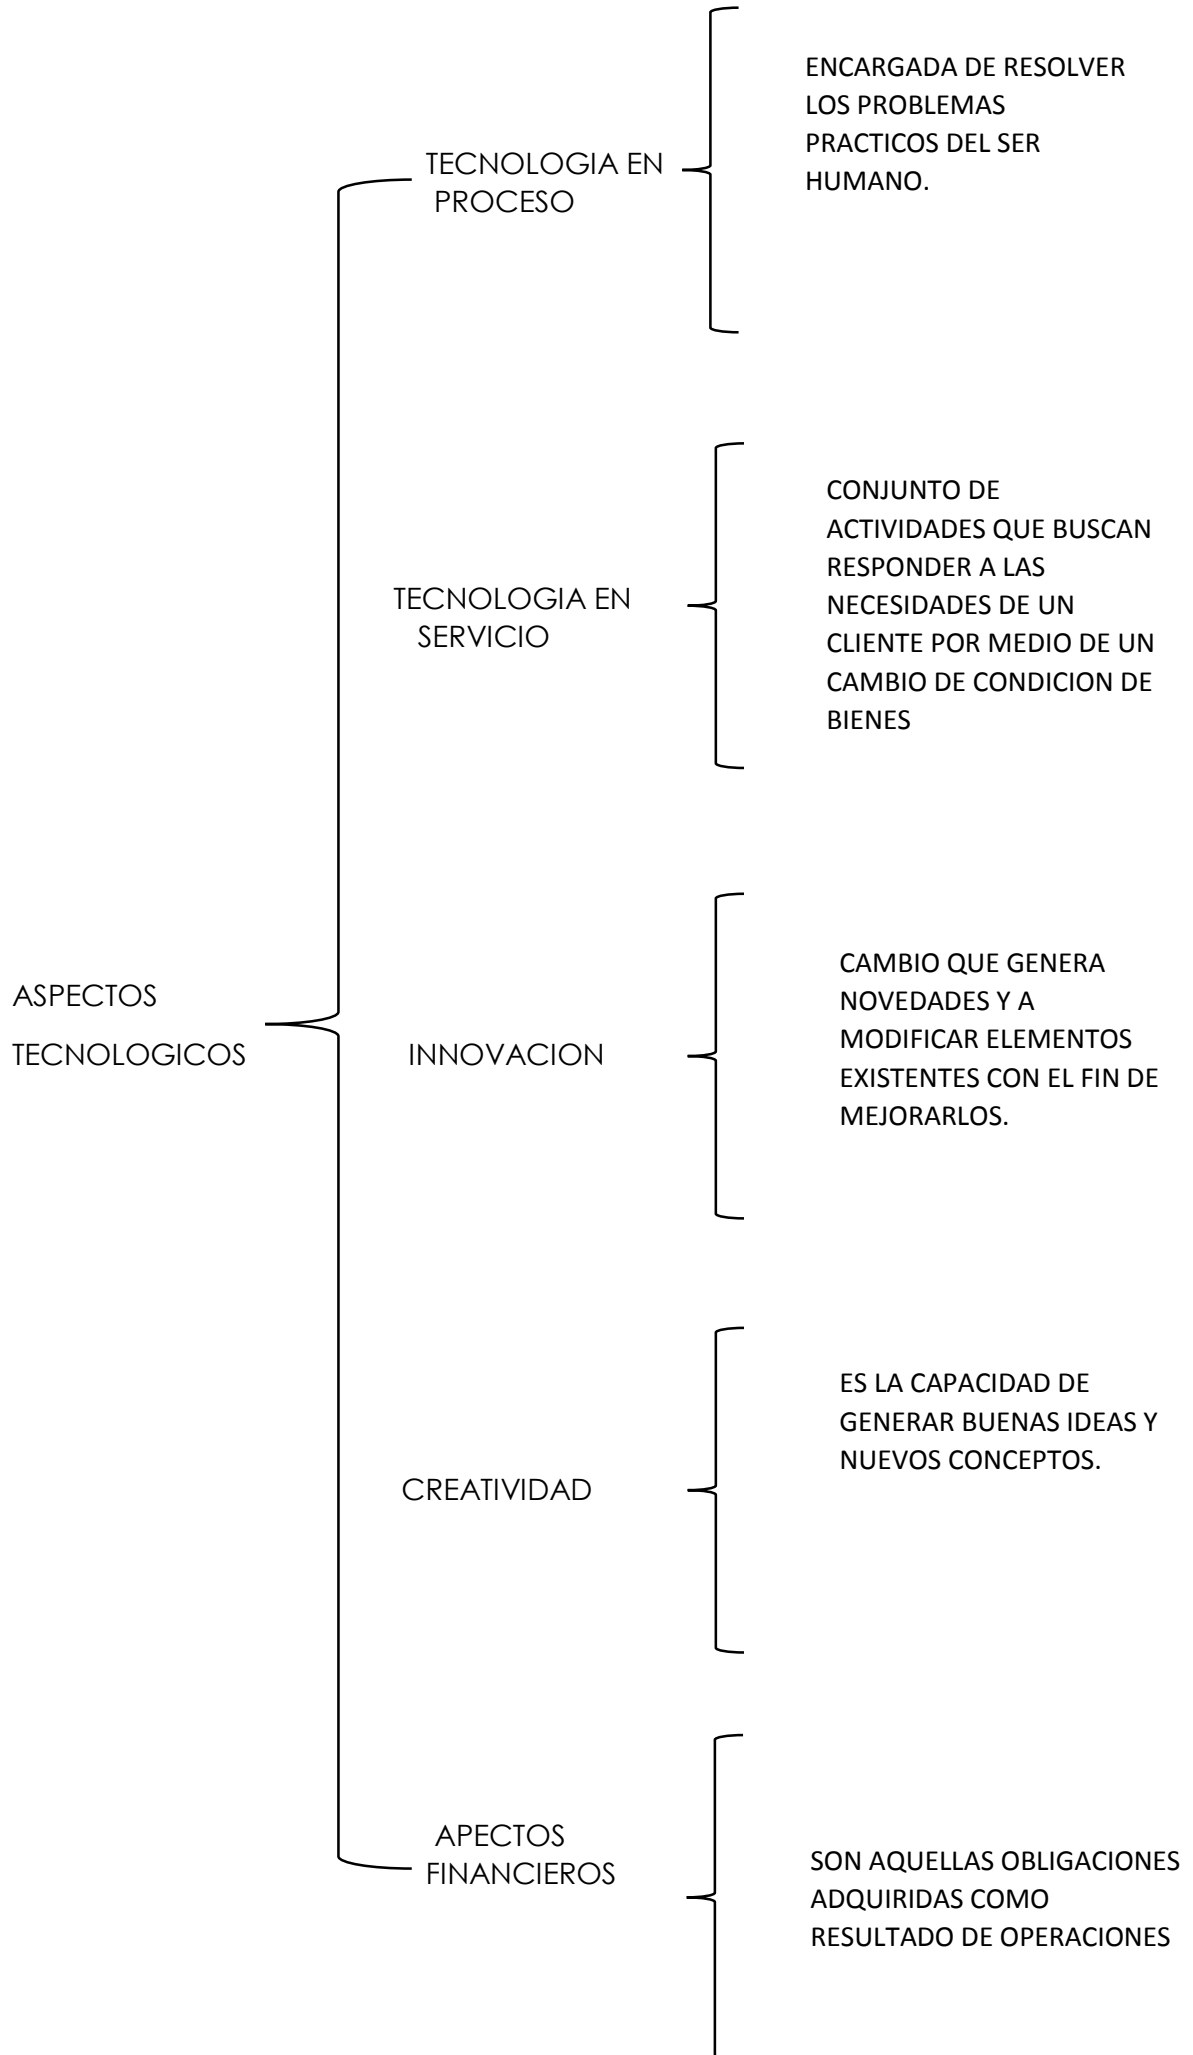 ASPECTOS
TECNOLOGICOS
TECNOLOGIA EN
PROCESO
ENCARGADA DE RESOLVER
LOS PROBLEMAS
PRACTICOS DEL SER
HUMANO.
TECNOLOGIA EN
SERVICIO
CONJUNTO DE
ACTIVIDADES QUE BUSCAN
RESPONDER A LAS
NECESIDADES DE UN
CLIENTE POR MEDIO DE UN
CAMBIO DE CONDICION DE
BIENES
INNOVACION
CAMBIO QUE GENERA
NOVEDADES Y A
MODIFICAR ELEMENTOS
EXISTENTES CON EL FIN DE
MEJORARLOS.
CREATIVIDAD
ES LA CAPACIDAD DE
GENERAR BUENAS IDEAS Y
NUEVOS CONCEPTOS.
APECTOS
FINANCIEROS
SON AQUELLAS OBLIGACIONES
ADQUIRIDAS COMO
RESULTADO DE OPERACIONES